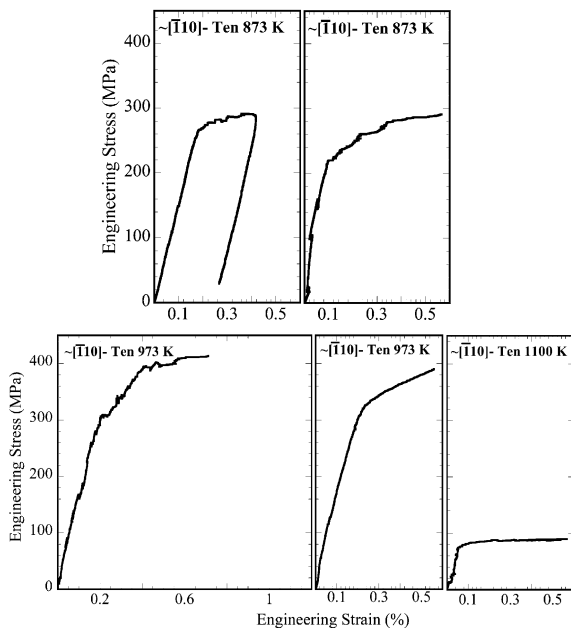 ~[1̅10]- Ten 873 K
~[1̅10]- Ten 873 K
400
300
200
100
0
Engineering Stress (MPa)
0.1 0.3 0.5
0.1 0.3 0.5
~[1̅10]- Ten 973 K
~[1̅10]- Ten 973 K
~[1̅10]- Ten 1100 K
400
300
200
100
0
Engineering Stress (MPa)
0.2 0.6 1
0.1 0.3 0.5
0.1 0.3 0.5
Engineering Strain (%)